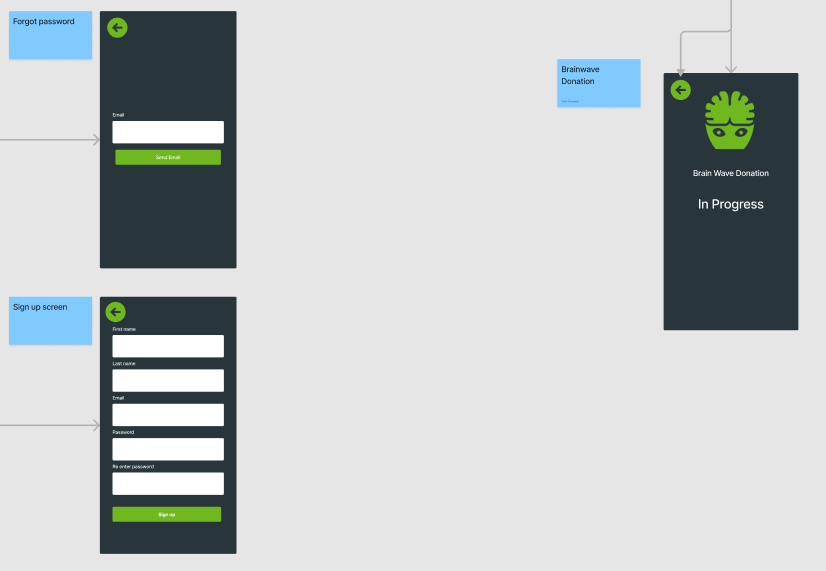 Forgot password
Email
Send Email
Sign up screen
First name
Last name
Email
Password
Re enter password
Sign up
Brainwave
Donation
Brain Wave Donation
In Progress